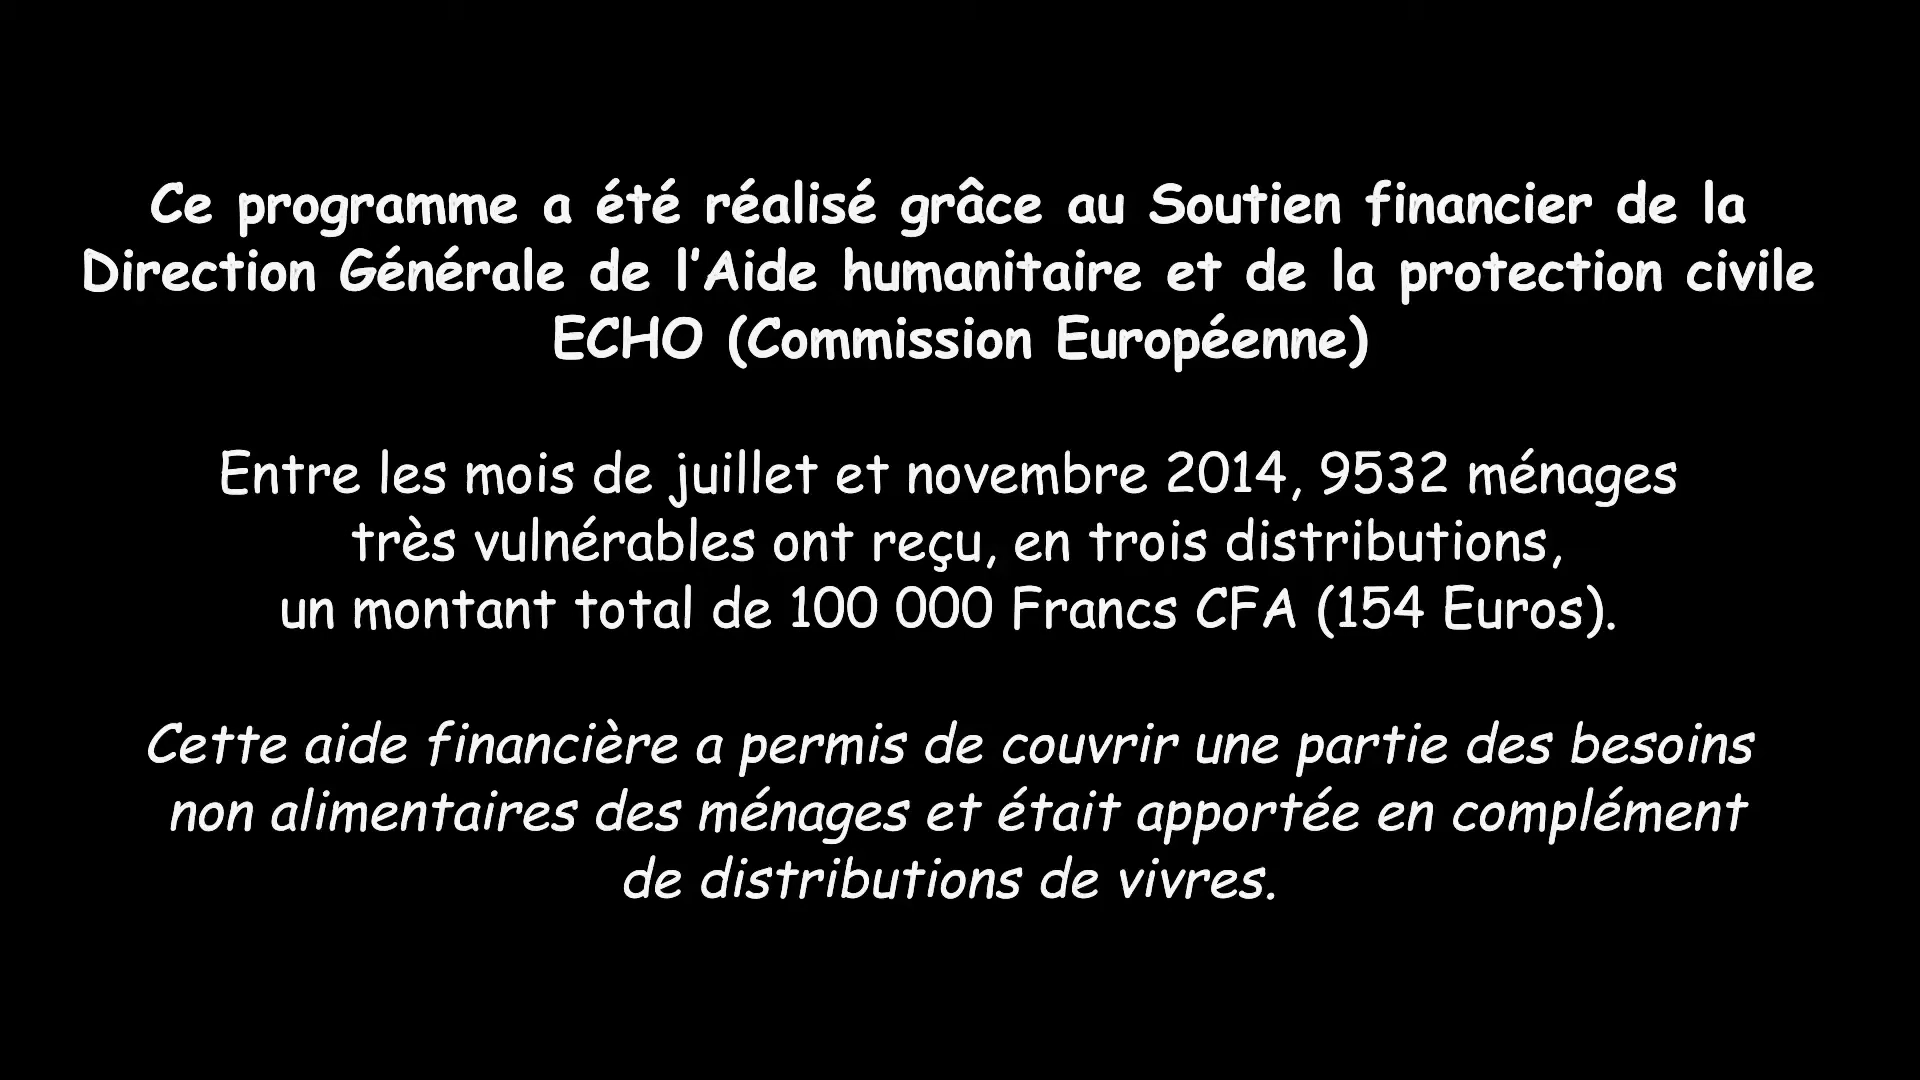 Ce programme a été réalisé grâce au Soutien financier de la
Direction Générale de l'Aide humanitaire et de la protection civile
ECHO (Commission Européenne)
Entre les mois de juillet et novembre 2014, 9532 ménages
très vulnérables ont reçu, en trois distributions,
un montant total de 100 000 Francs CFA (154 Euros).
Cette aide financière a permis de couvrir une partie des besoins
non alimentaires des ménages et était apportée en complément
de distributions de vivres.